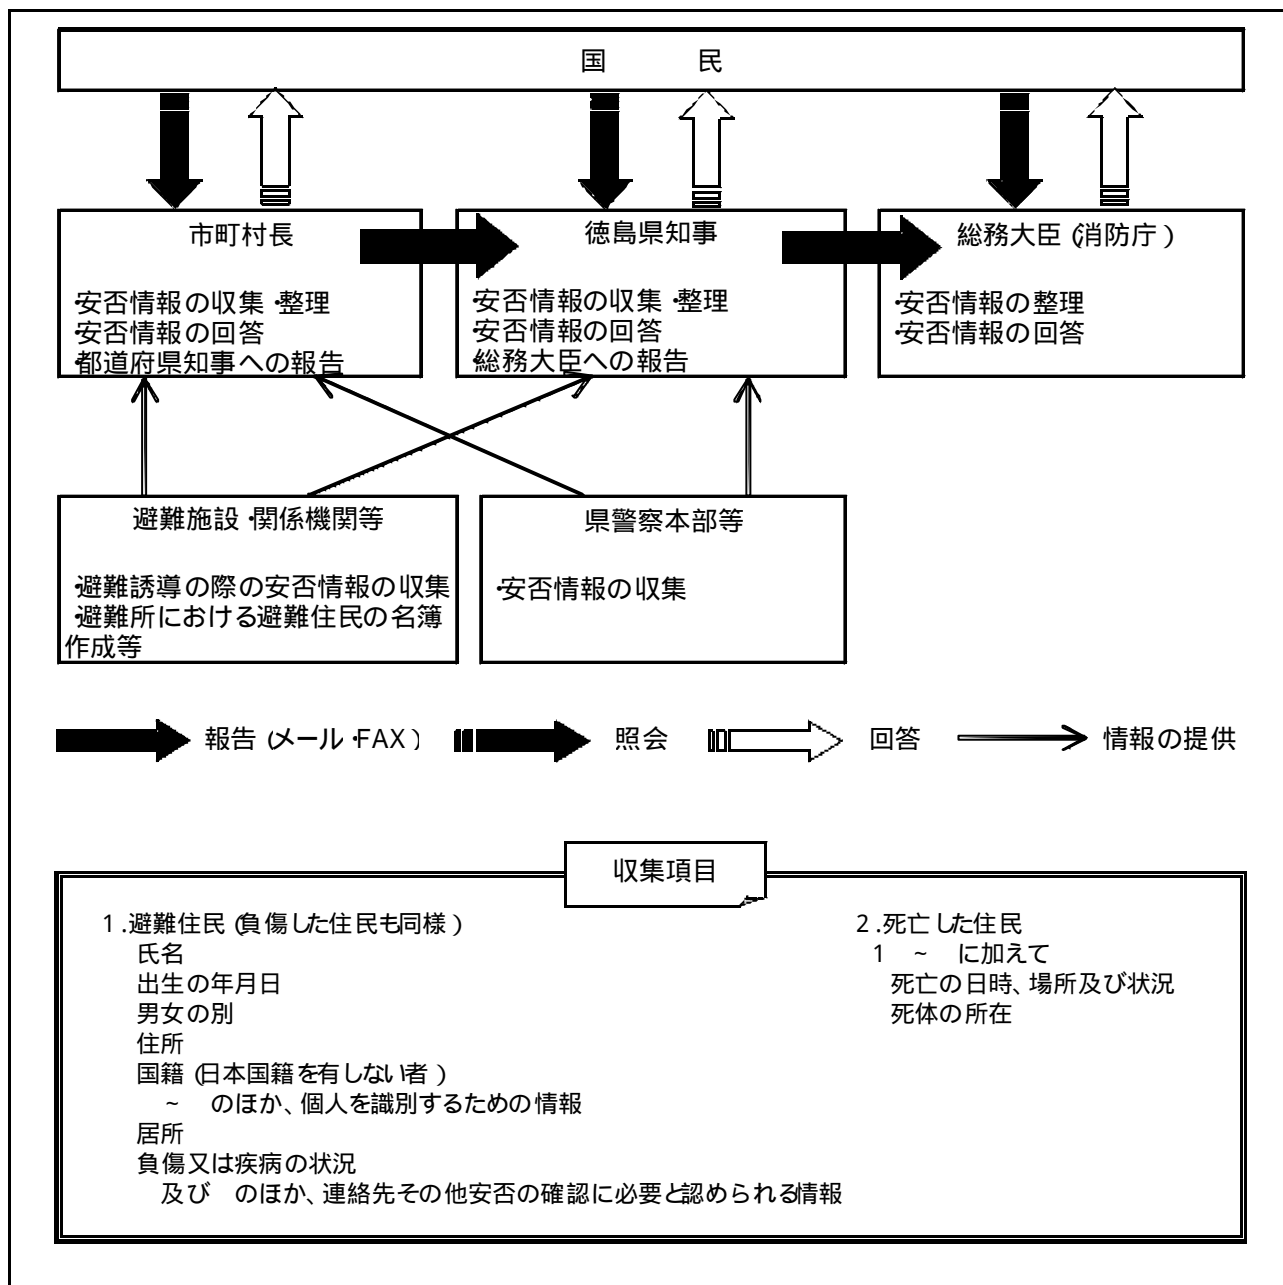 国 民
市町村長
・安否情報の収集・整理
・安否情報の回答
・都道府県知事への報告
徳島県知事
・安否情報の収集・整理
・安否情報の回答
・総務大臣への報告
総務大臣(消防庁)
・安否情報の整理
・安否情報の回答
避難施設・関係機関等
・避難誘導の際の安否情報の収集
・避難所における避難住民の名簿
作成等
県警察本部等
・安否情報の収集
報告(メール・FAX) 照会 回答 情報の提供
収集項目
1.避難住民(負傷した住民も同様)
氏名
出生の年月日
男女の別
住所
国籍(日本国籍を有しない者)
~ のほか、個人を識別するための情報
居所
負傷又は疾病の状況
及び のほか、連絡先その他安否の確認に必要と認められる情報
2.死亡した住民
1 ~ に加えて
死亡の日時、場所及び状況
死体の所在